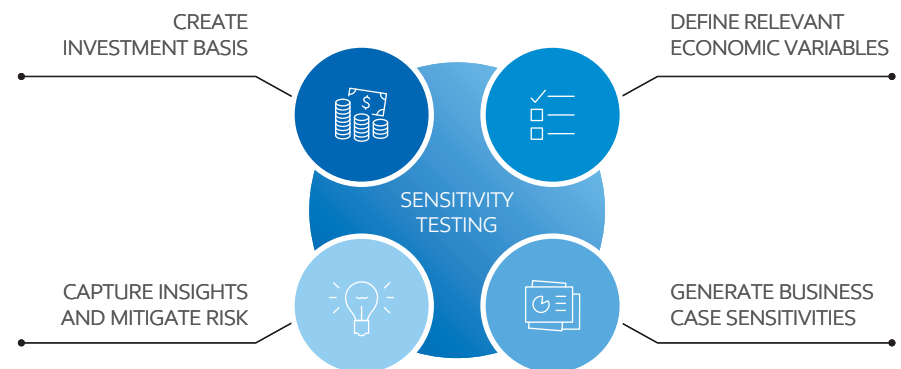 CREATE
INVESTMENT BASIS
DEFINE RELEVANT
ECONOMIC VARIABLES
$
SENSITIVITY
TESTING
CAPTURE INSIGHTS
AND MITIGATE RISK
GENERATE BUSINESS
CASE SENSITIVITIES